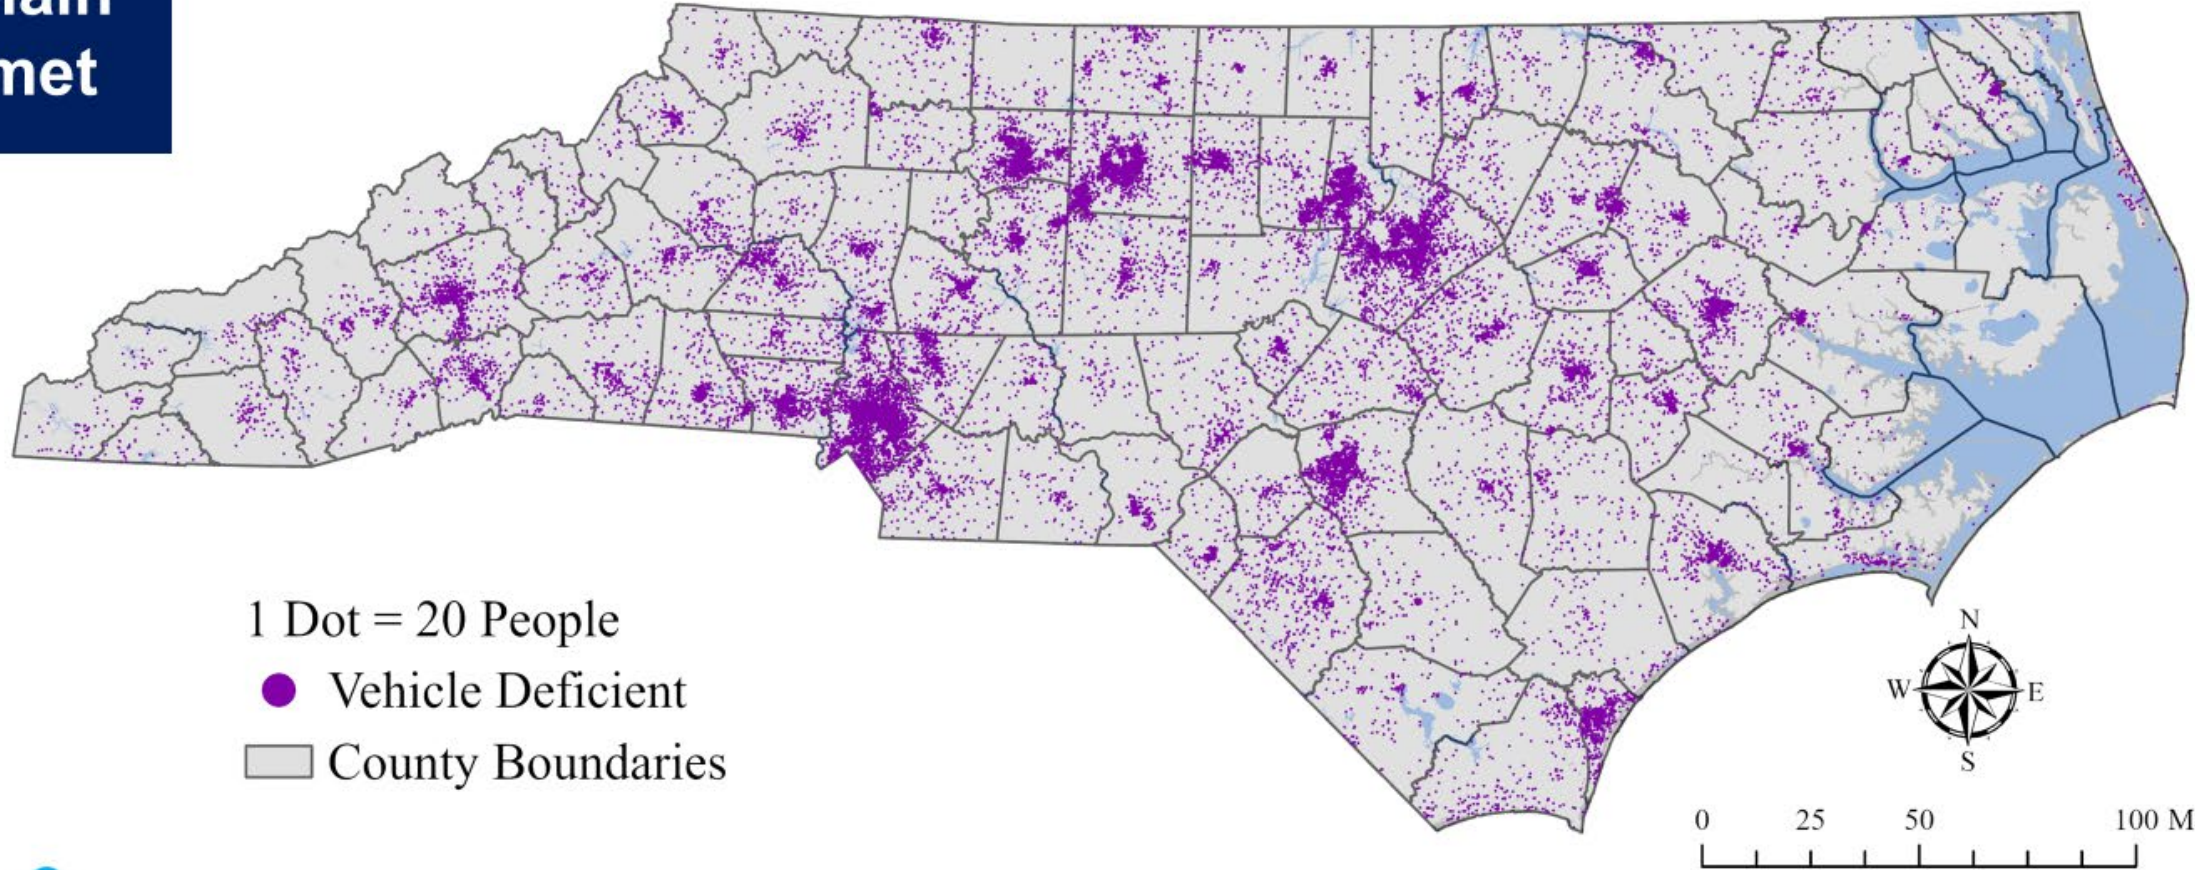 met
1 Dot = 20 People
Vehicle Deficient
County Boundaries
N
W E
S
0 25 50 100 M